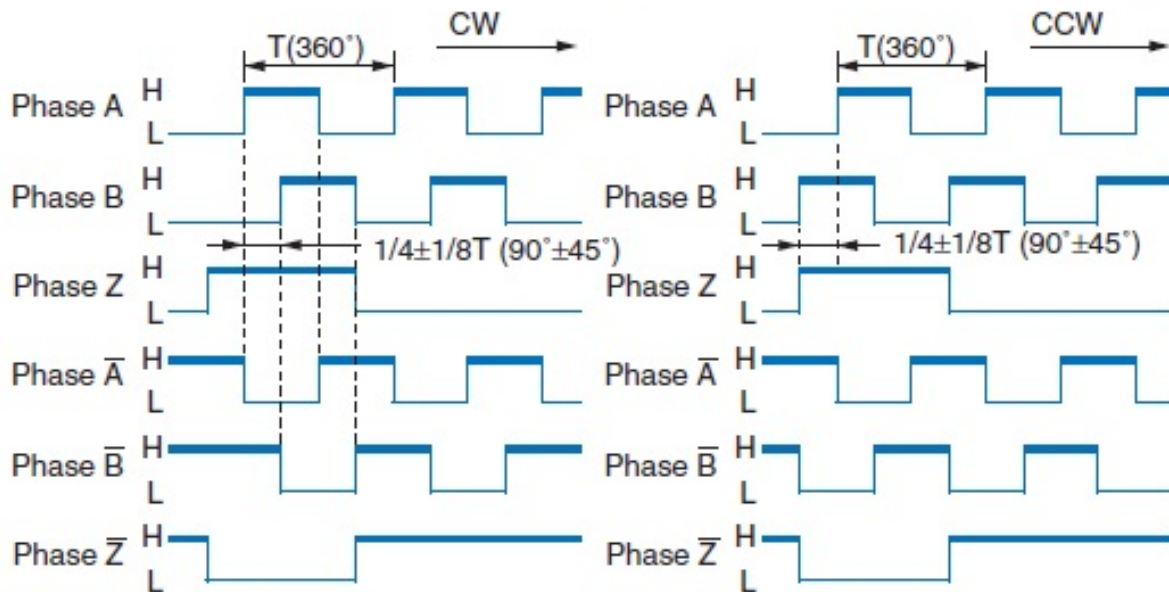 CW
T(360˚)
Phase A H
L
Phase B H
L
1/4±1/8T (90˚±45˚)
Phase Z H
L
Phase A̅ H
L
Phase B̅ H
L
Phase Z̅ H
L
CCW
T(360˚)
Phase A H
L
Phase B H
L
1/4±1/8T (90˚±45˚)
Phase Z H
L
Phase A̅ H
L
Phase B̅ H
L
Phase Z̅ H
L